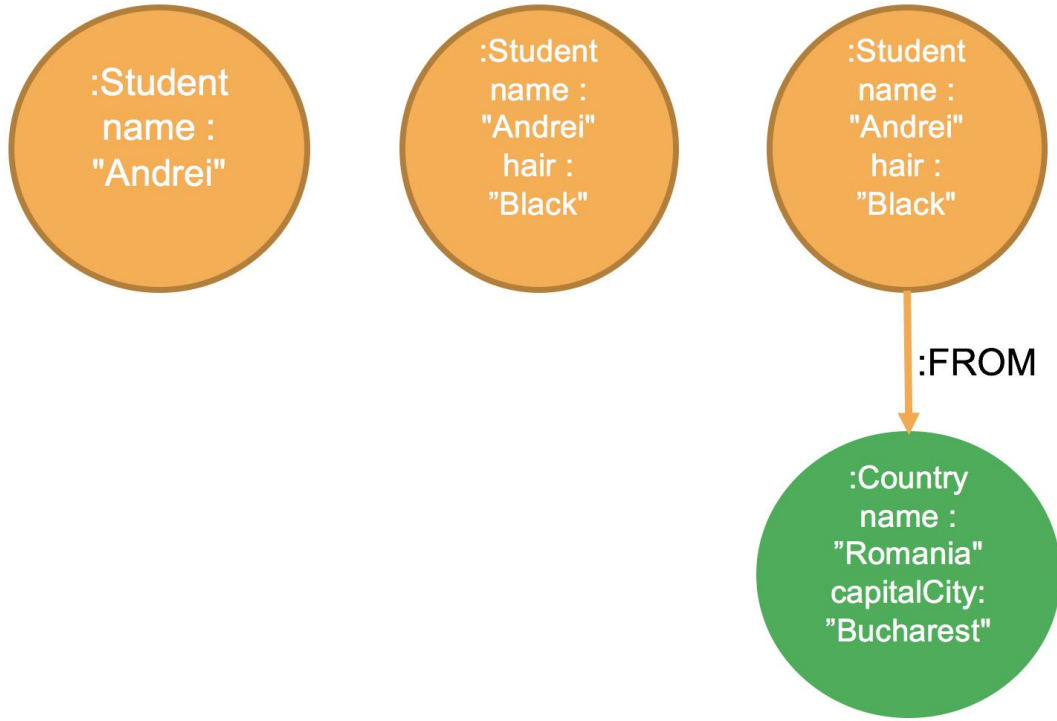 :Student
name :
"Andrei"
:Student
name :
"Andrei"
hair :
”Black"
:Student
name :
"Andrei"
hair :
”Black"
:FROM
:Country
name :
”Romania"
capitalCity:
”Bucharest"